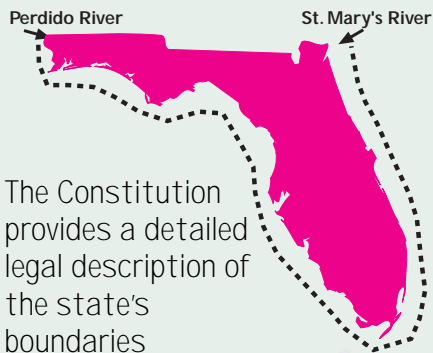 Perdido River
St. Mary's River
The Constitution
provides a detailed
legal description of
the state's
boundaries